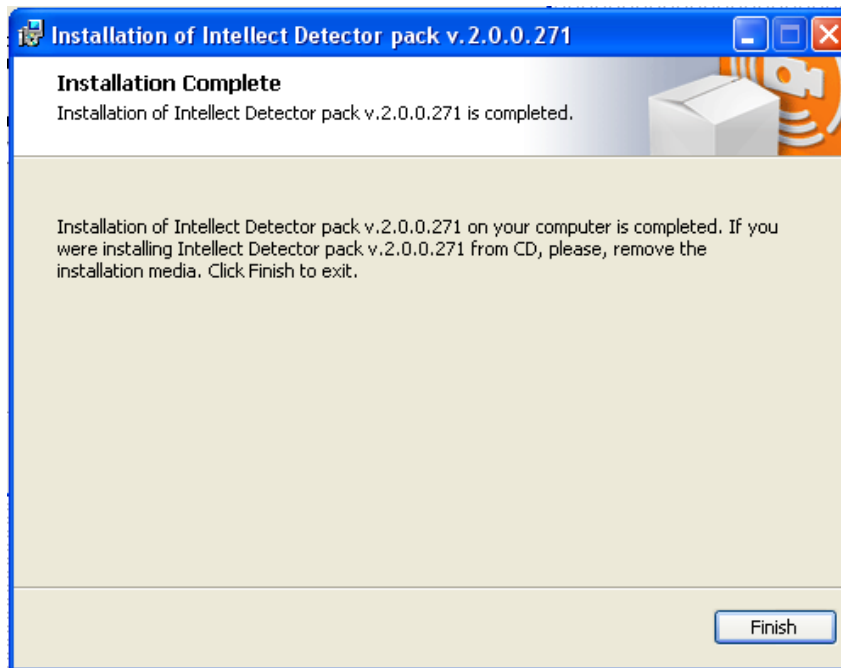 Installation of Intellect Detector pack v.2.0.0.271
Installation Complete
Installation of Intellect Detector pack v.2.0.0.271 is completed.
Installation of Intellect Detector pack v.2.0.0.271 on your computer is completed. If you
were installing Intellect Detector pack v.2.0.0.271 from CD, please, remove the
installation media. Click Finish to exit.
Finish